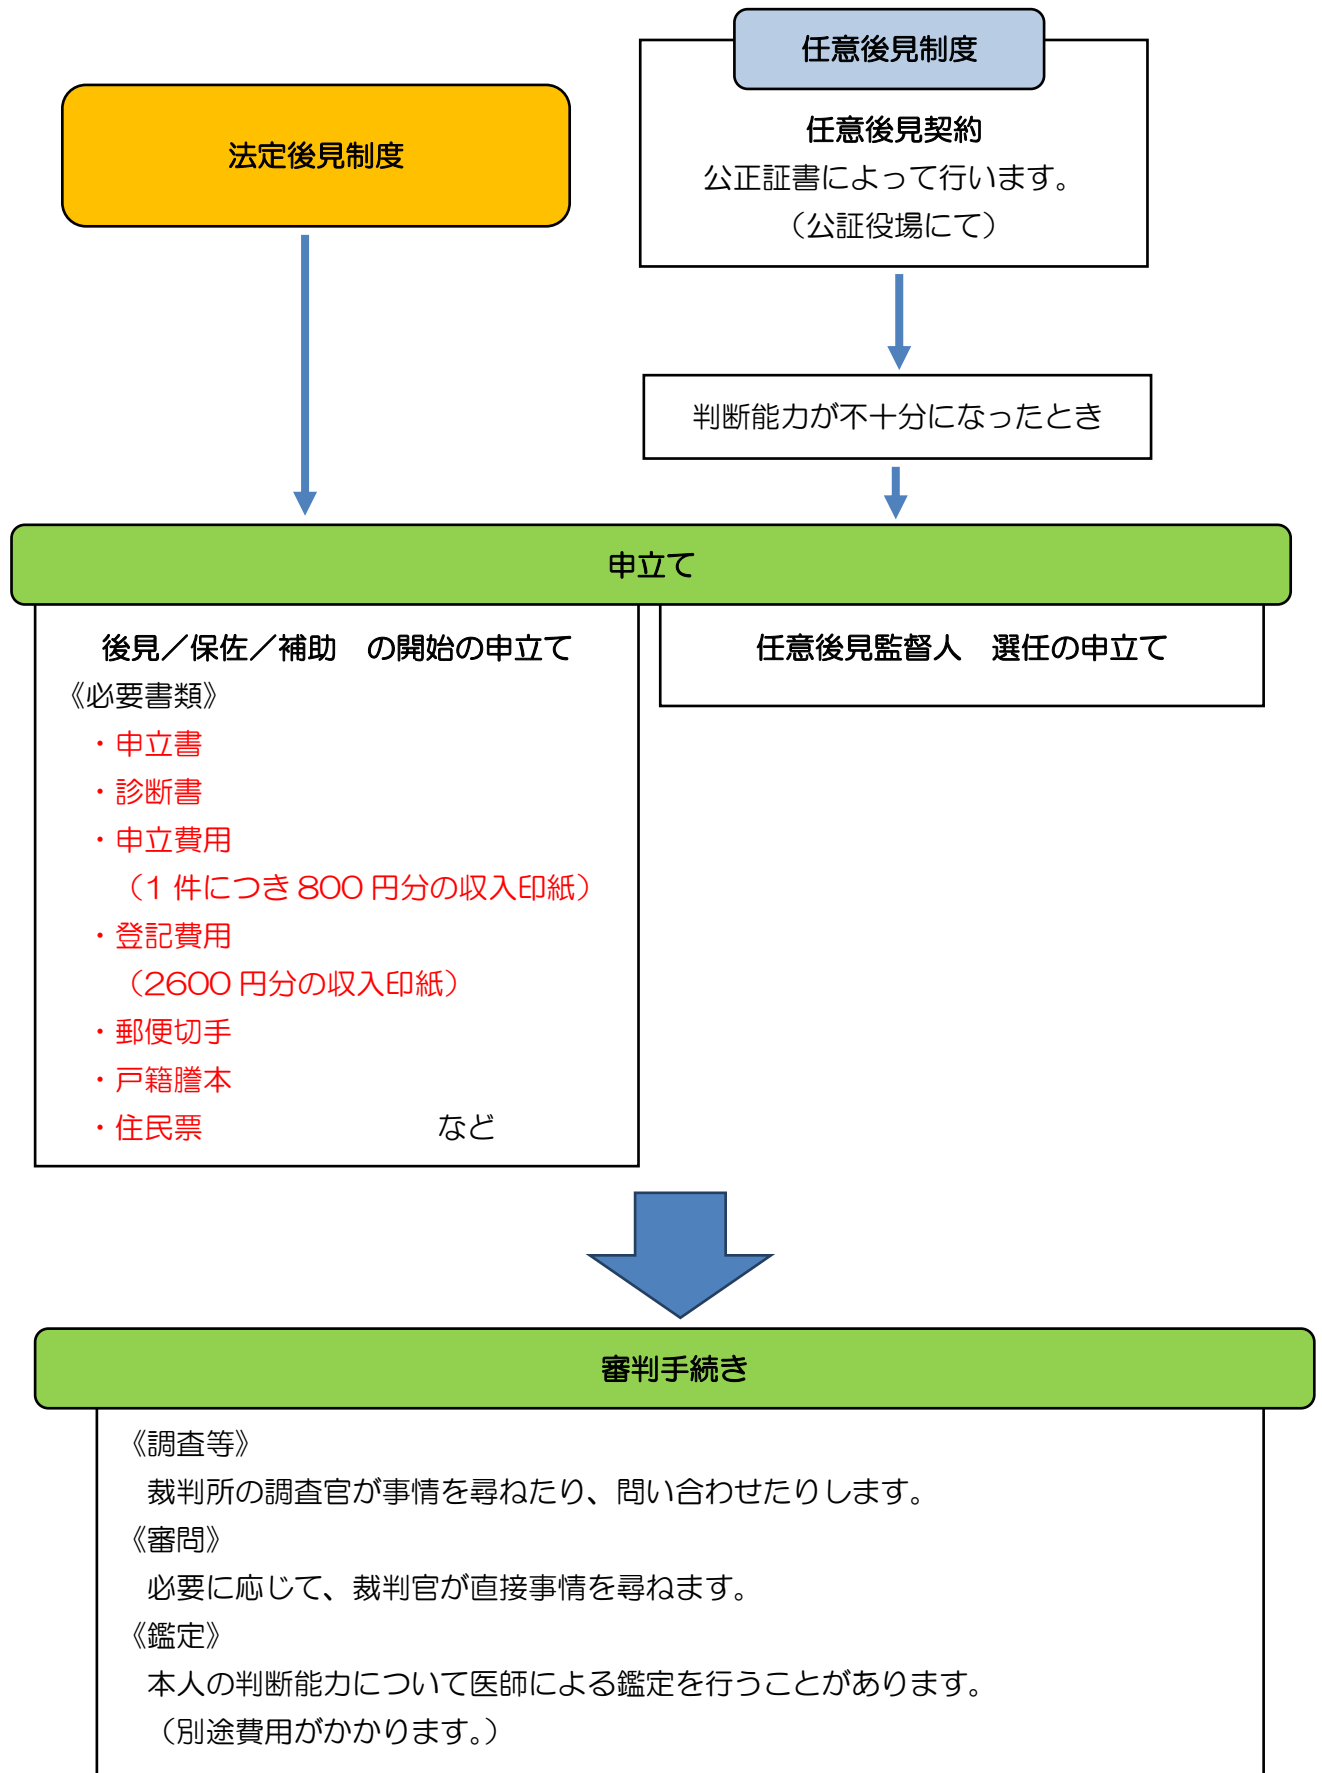 任意後見制度
任意後見契約
公正証書によって行います。
（公証役場にて）
法定後見制度
判断能力が不十分になったとき
申立て
後見／保佐／補助　の開始の申立て
《必要書類》
・申立書
・診断書
・申立費用
（1 件につき 800 円分の収入印紙）
・登記費用
（2600 円分の収入印紙）
・郵便切手
・戸籍謄本
・住民票　　　　　　　　など
任意後見監督人　選任の申立て
審判手続き
《調査等》
裁判所の調査官が事情を尋ねたり、問い合わせたりします。
《審問》
必要に応じて、裁判官が直接事情を尋ねます。
《鑑定》
本人の判断能力について医師による鑑定を行うことがあります。
（別途費用がかかります。）